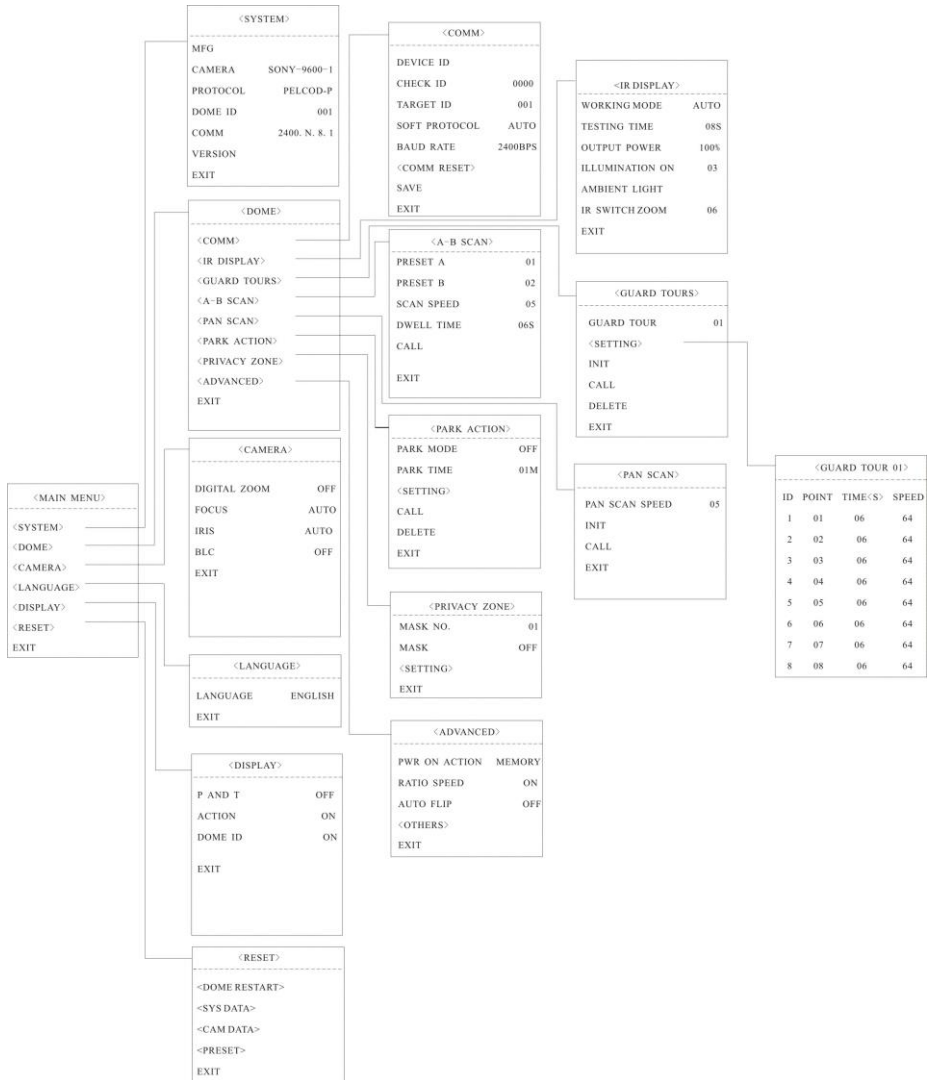 <MAIN MENU>
<SYSTEM>
<DOME>
<CAMERA>
<LANGUAGE>
<DISPLAY>
<RESET>
EXIT
<SYSTEM>
MFG
CAMERA SONY-9600-1
PROTOCOL PELCOD-P
DOME ID 001
COMM 2400. N. 8. 1
VERSION
EXIT
<DOME>
<COMM>
<IR DISPLAY>
<GUARD TOURS>
<A-B SCAN>
<PAN SCAN>
<PARK ACTION>
<PRIVACY ZONE>
<ADVANCED>
EXIT
<CAMERA>
DIGITAL ZOOM OFF
FOCUS AUTO
IRIS AUTO
BLC OFF
EXIT
<LANGUAGE>
LANGUAGE ENGLISH
EXIT
<DISPLAY>
P AND T OFF
ACTION ON
DOME ID ON
EXIT
<RESET>
<DOME RESTART>
<SYS DATA>
<CAM DATA>
<PRESET>
EXIT
<COMM>
DEVICE ID
CHECK ID 0000
TARGET ID 001
SOFT PROTOCOL AUTO
BAUD RATE 2400BPS
<COMM RESET>
SAVE
EXIT
<A-B SCAN>
PRESET A 01
PRESET B 02
SCAN SPEED 05
DWELL TIME 06S
CALL
EXIT
<PARK ACTION>
PARK MODE OFF
PARK TIME 01M
<SETTING>
CALL
DELETE
EXIT
<PRIVACY ZONE>
MASK NO. 01
MASK OFF
<SETTING>
EXIT
<ADVANCED>
PWR ON ACTION MEMORY
RATIO SPEED ON
AUTO FLIP OFF
<OTHERS>
EXIT
<IR DISPLAY>
WORKING MODE AUTO
TESTING TIME 08S
OUTPUT POWER 100%
ILLUMINATION ON 03
AMBIENT LIGHT
IR SWITCH ZOOM 06
EXIT
<GUARD TOURS>
GUARD TOUR 01
<SETTING>
INIT
CALL
DELETE
EXIT
<PAN SCAN>
PAN SCAN SPEED 05
INIT
CALL
EXIT
<GUARD TOUR 01>
ID POINT TIME<S> SPEED
1 01 06 64
2 02 06 64
3 03 06 64
4 04 06 64
5 05 06 64
6 06 06 64
7 07 06 64
8 08 06 64